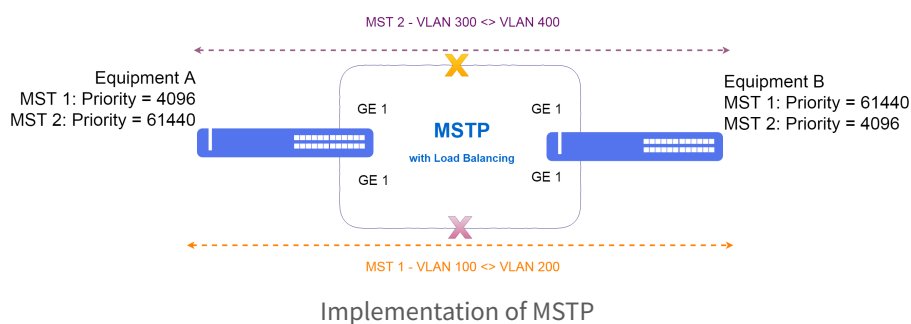 MST 2 - VLAN 300 <> VLAN 400
Equipment A
MST 1: Priority = 4096
MST 2: Priority = 61440
Equipment B
MST 1: Priority = 61440
MST 2: Priority = 4096
GE 1
GE 1
MSTP
with Load Balancing
GE 1
GE 1
MST 1 - VLAN 100 <> VLAN 200
Implementation of MSTP